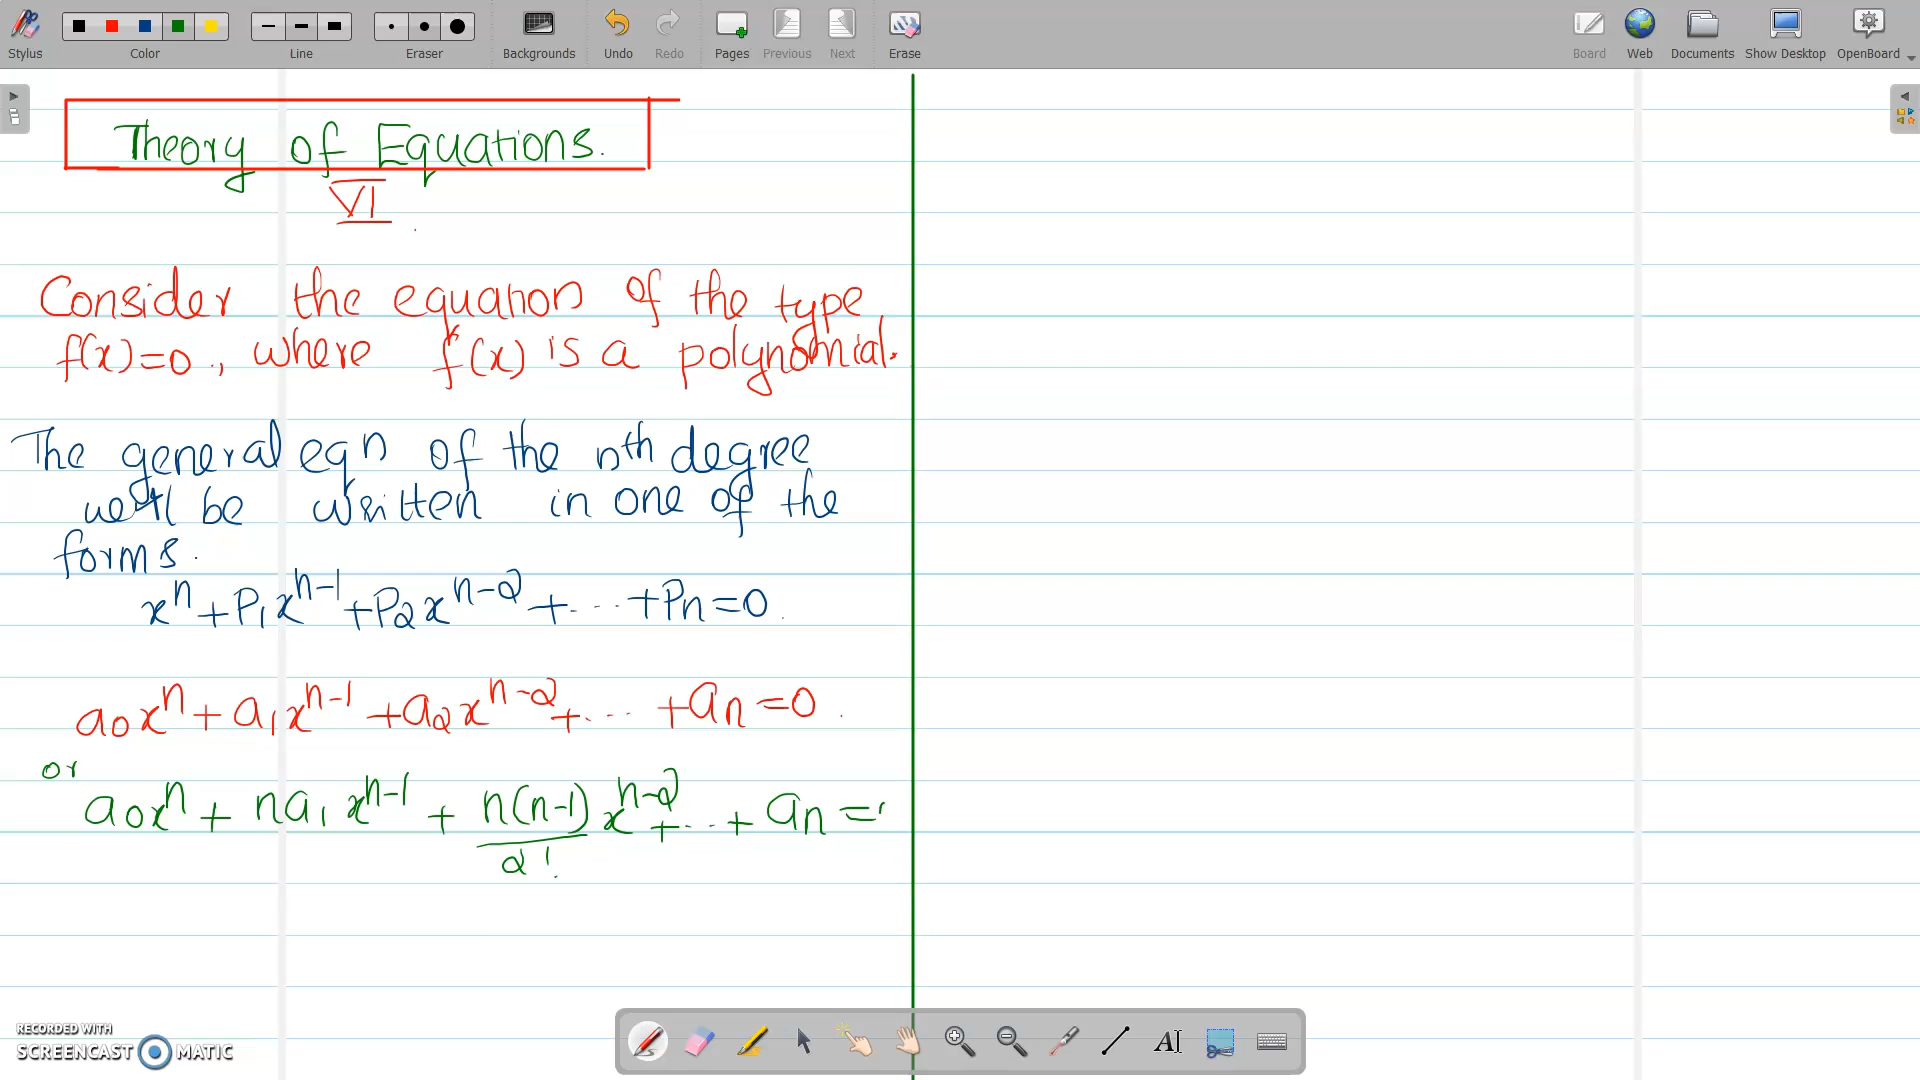 Stylus Color Line Eraser Backgrounds Undo Redo Pages Previous Next Erase Board Web Documents Show Desktop OpenBoard
Theory of Equations.
VI
Consider the equation of the type
f(x)=0., where f(x) is a polynomial.
The general eqn of the nth degree
will be written in one of the
forms.
xⁿ + P₁xⁿ⁻¹ + P₂xⁿ⁻² + ... + Pn = 0
a₀xⁿ + a₁xⁿ⁻¹ + a₂xⁿ⁻² + ... + an = 0
or
a₀xⁿ + na₁xⁿ⁻¹ + n(n-1)/2! xⁿ⁻² + ... + an =
RECORDED WITH
SCREENCAST MATIC